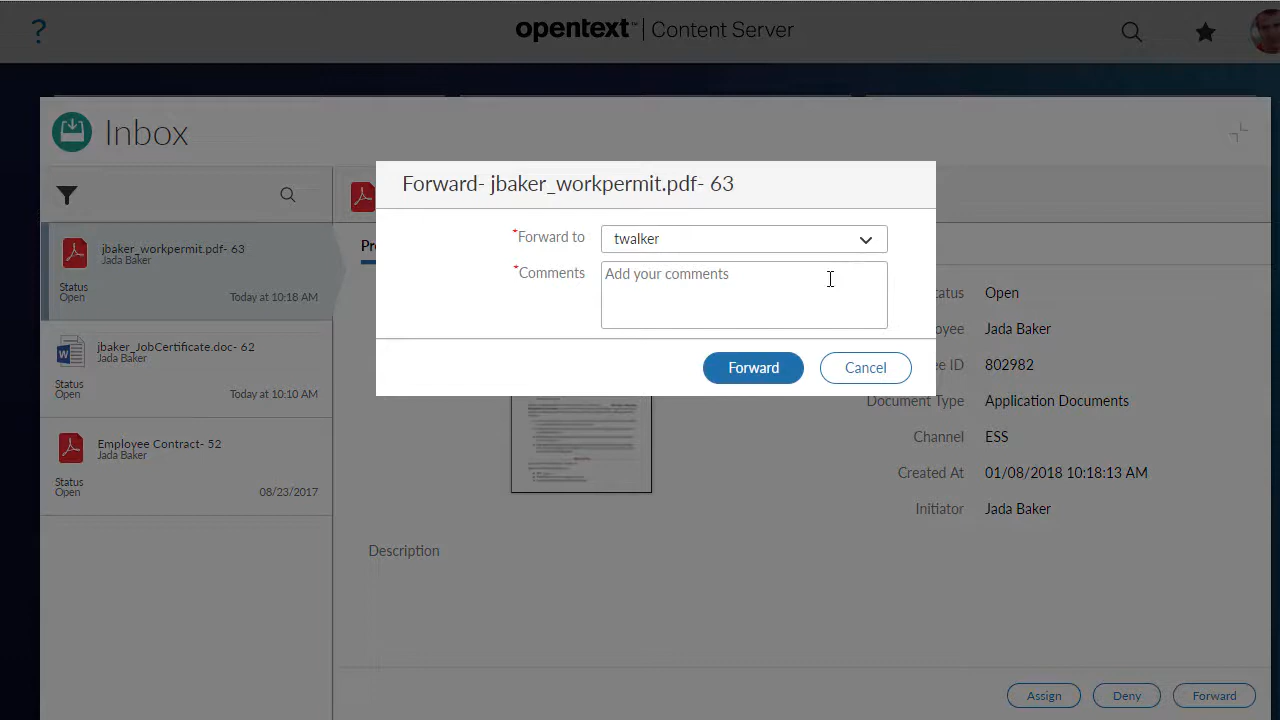 ?
opentext™ | Content Server
Inbox
Forward- jbaker_workpermit.pdf- 63
*Forward to
twalker
*Comments
Add your comments
Forward
Cancel
jbaker_workpermit.pdf- 63
Jada Baker
Status
Open
Today at 10:18 AM
jbaker_JobCertificate.doc- 62
Jada Baker
Status
Open
Today at 10:10 AM
Employee Contract- 52
Jada Baker
Status
Open
08/23/2017
Pr
atus Open
yee Jada Baker
e ID 802982
Document Type Application Documents
Channel ESS
Created At 01/08/2018 10:18:13 AM
Initiator Jada Baker
Description
Assign
Deny
Forward